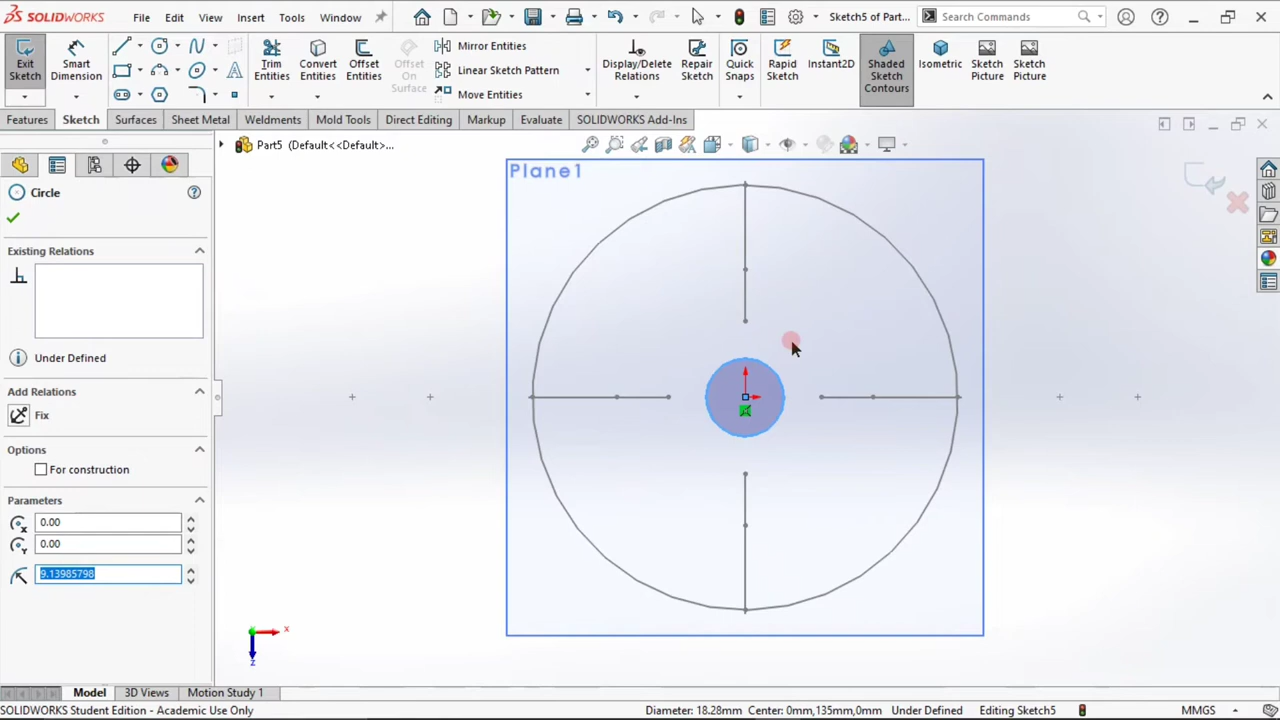 SOLIDWORKS File Edit View Insert Tools Window Sketch5 of Part... Search Commands
Exit Sketch
Smart Dimension
Trim Entities
Convert Entities
Offset Entities
Offset On Surface
Mirror Entities
Linear Sketch Pattern
Move Entities
Display/Delete Relations
Repair Sketch
Quick Snaps
Rapid Sketch
Instant2D
Shaded Sketch Contours
Isometric
Sketch Picture
Sketch Picture
Features Sketch Surfaces Sheet Metal Weldments Mold Tools Direct Editing Markup Evaluate SOLIDWORKS Add-Ins
Part5 (Default<<Default>...
Plane1
Circle
Existing Relations
Under Defined
Add Relations
Fix
Options
For construction
Parameters
0.00
0.00
9.13985798
x
z
Model 3D Views Motion Study 1
SOLIDWORKS Student Edition - Academic Use Only Diameter: 18.28mm Center: 0mm,135mm,0mm Under Defined Editing Sketch5 MMGS